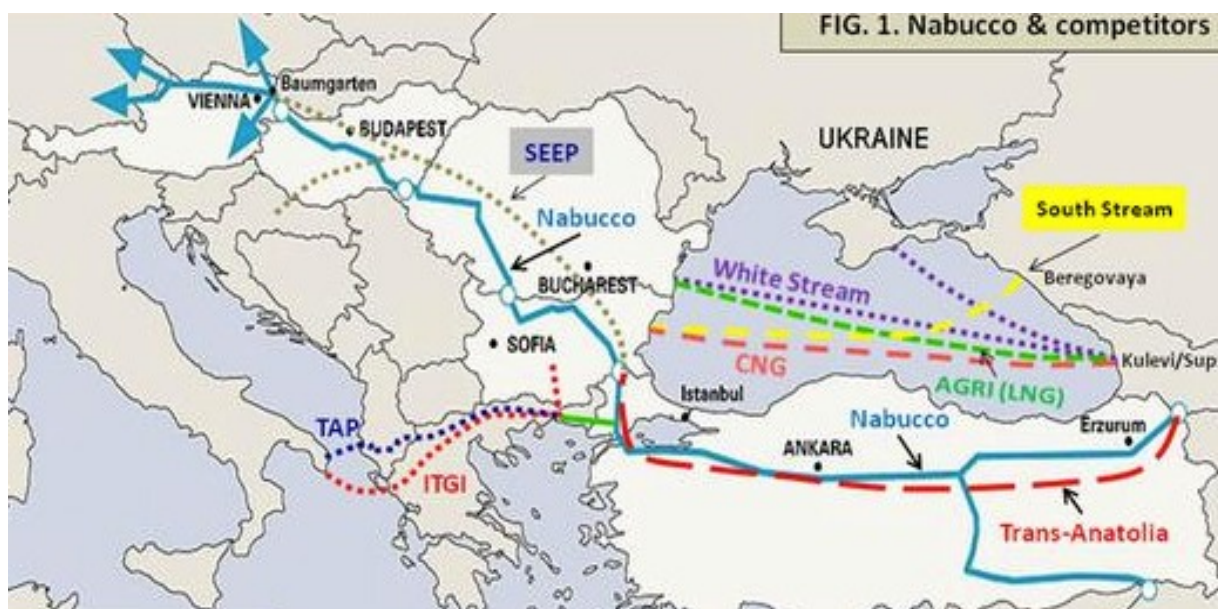 FIG. 1. Nabucco & competitors
Baumgarten
VIENNA
BUDAPEST
SEEP
UKRAINE
South Stream
Nabucco
Beregovaya
White Stream
BUCHAREST
SOFIA
CNG
Kulevi/Sup
AGRI (LNG)
Istanbul
TAP
Nabucco
Erzurum
ANKARA
ITGI
Trans-Anatolia